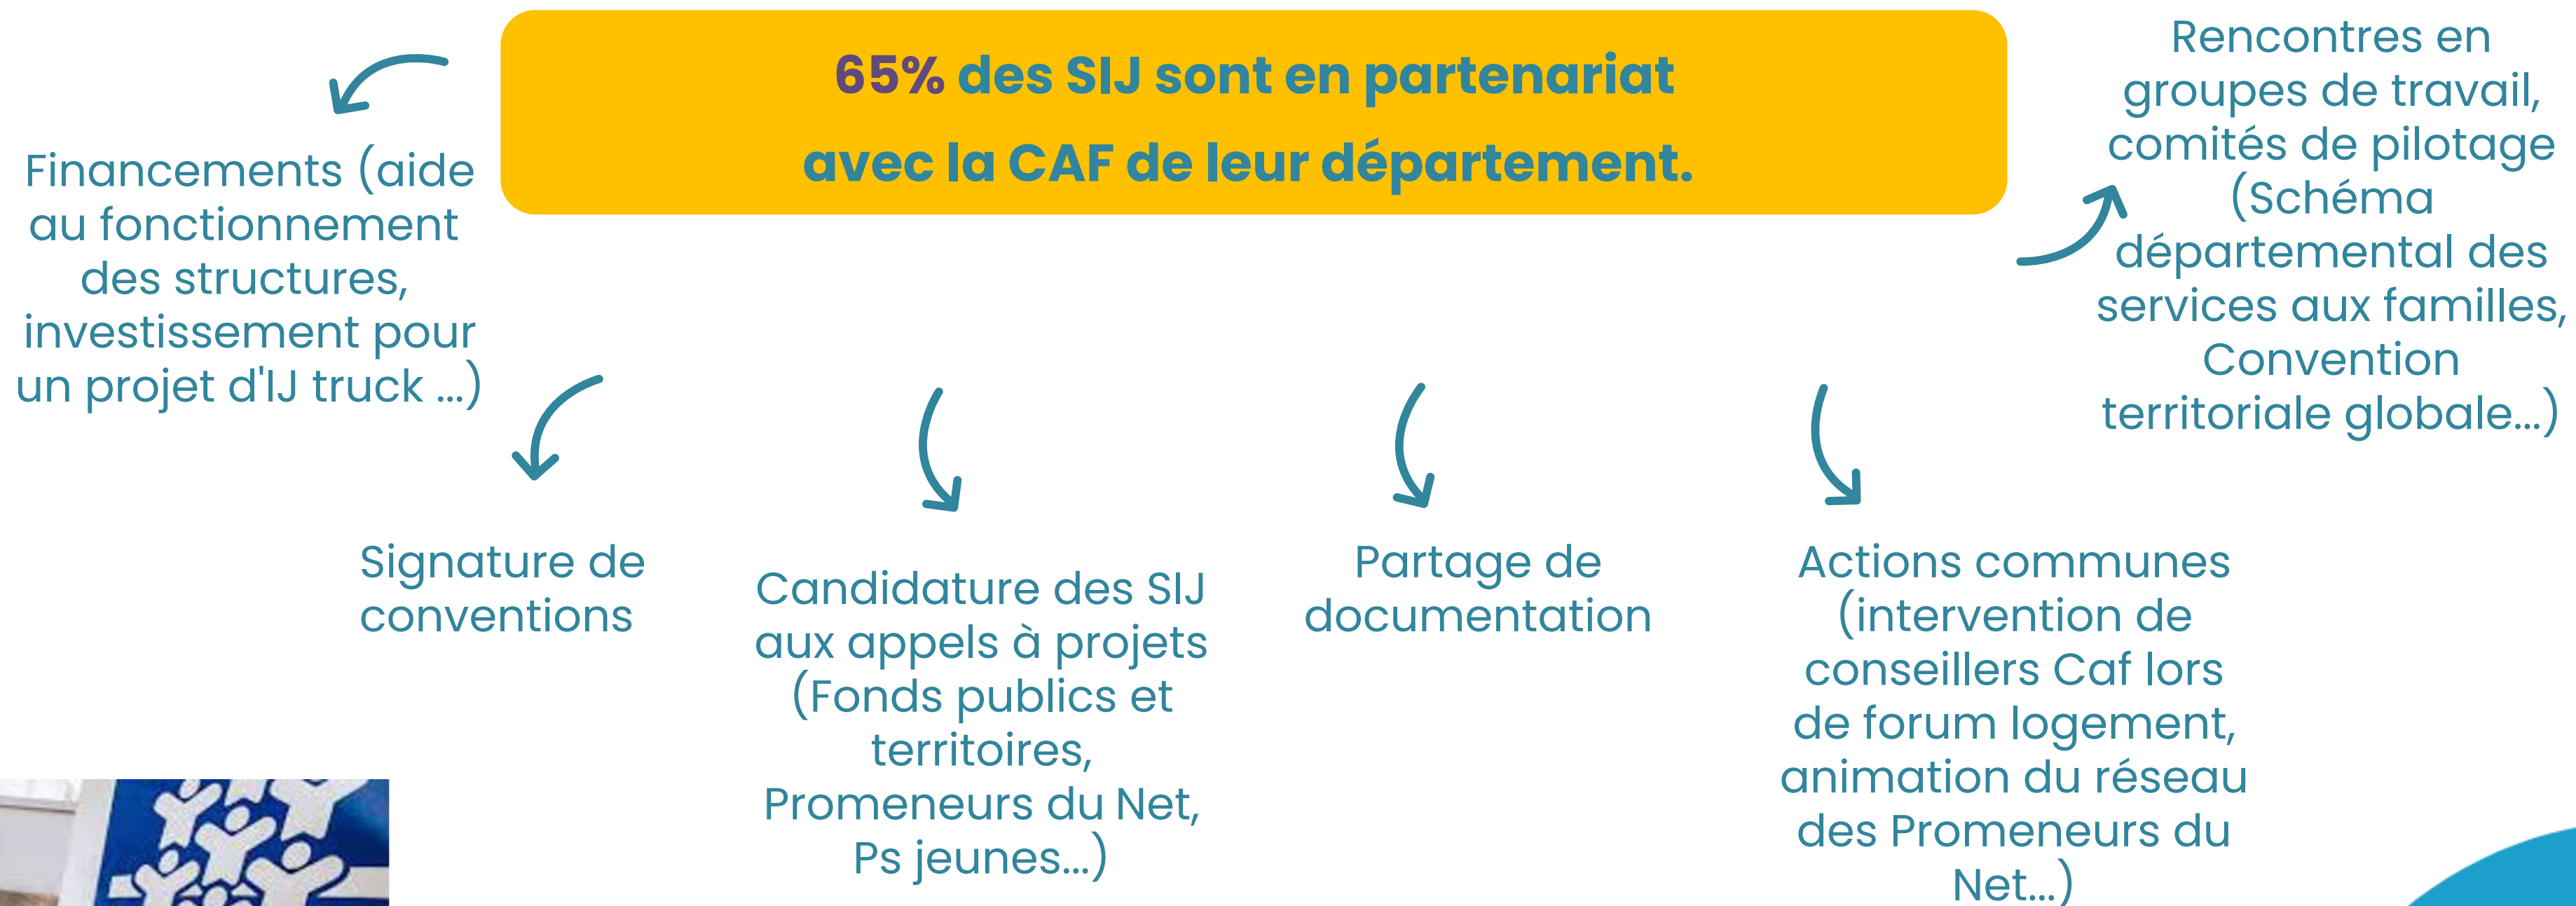 65% des SIJ sont en partenariat
avec la CAF de leur département.
Financements (aide
au fonctionnement
des structures,
investissement pour
un projet d'IJ truck ...)
Signature de
conventions
Candidature des SIJ
aux appels à projets
(Fonds publics et
territoires,
Promeneurs du Net,
Ps jeunes...)
Partage de
documentation
Actions communes
(intervention de
conseillers Caf lors
de forum logement,
animation du réseau
des Promeneurs du
Net...)
Rencontres en
groupes de travail,
comités de pilotage
(Schéma
départemental des
services aux familles,
Convention
territoriale globale...)